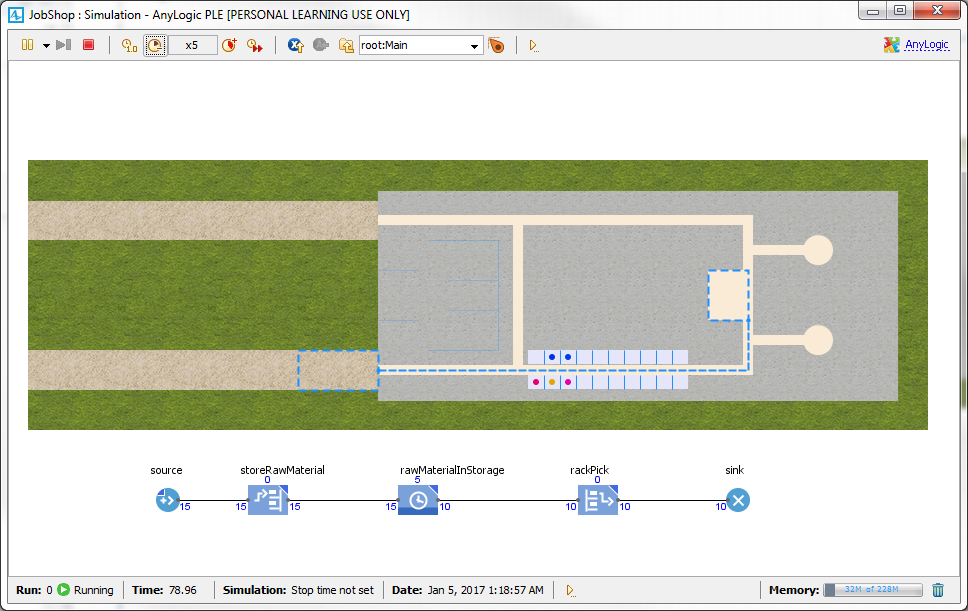 JobShop : Simulation - AnyLogic PLE [PERSONAL LEARNING USE ONLY]
1.0 x5 root:Main AnyLogic
source storeRawMaterial rawMaterialInStorage rackPick sink
0 5 0
15 15 15 15 10 10 10 10
Run: 0 Running Time: 78.96 Simulation: Stop time not set Date: Jan 5, 2017 1:18:57 AM Memory: 32M of 228M